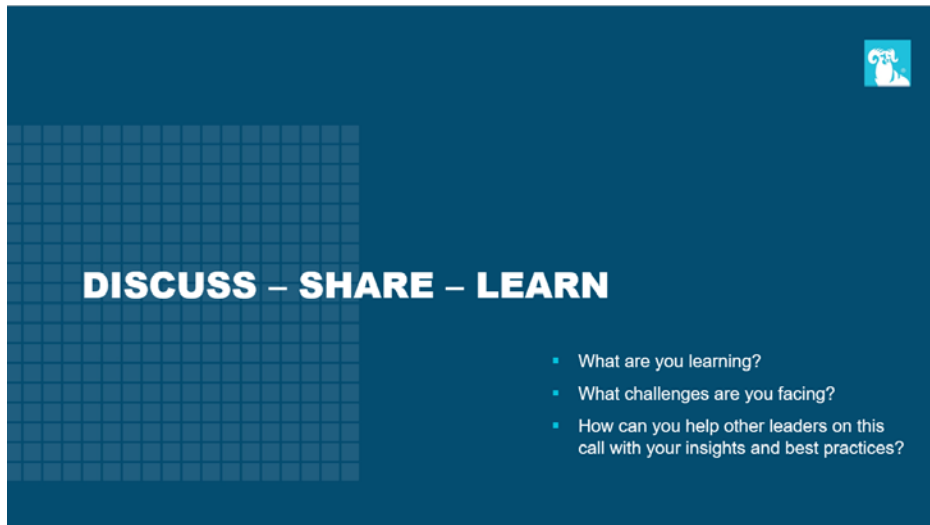 DISCUSS – SHARE – LEARN
What are you learning?
What challenges are you facing?
How can you help other leaders on this
call with your insights and best practices?